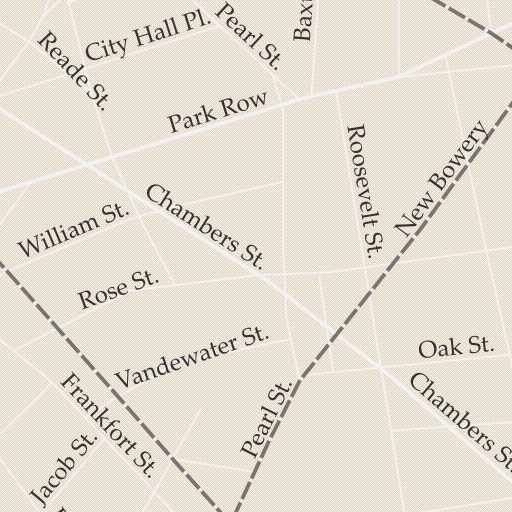 City Hall Pl.
Pearl St.
Reade St.
Park Row
Roosevelt St.
New Bowery
William St.
Chambers St.
Rose St.
Vandewater St.
Oak St.
Frankfort St.
Pearl St.
Chambers St.
Jacob St.